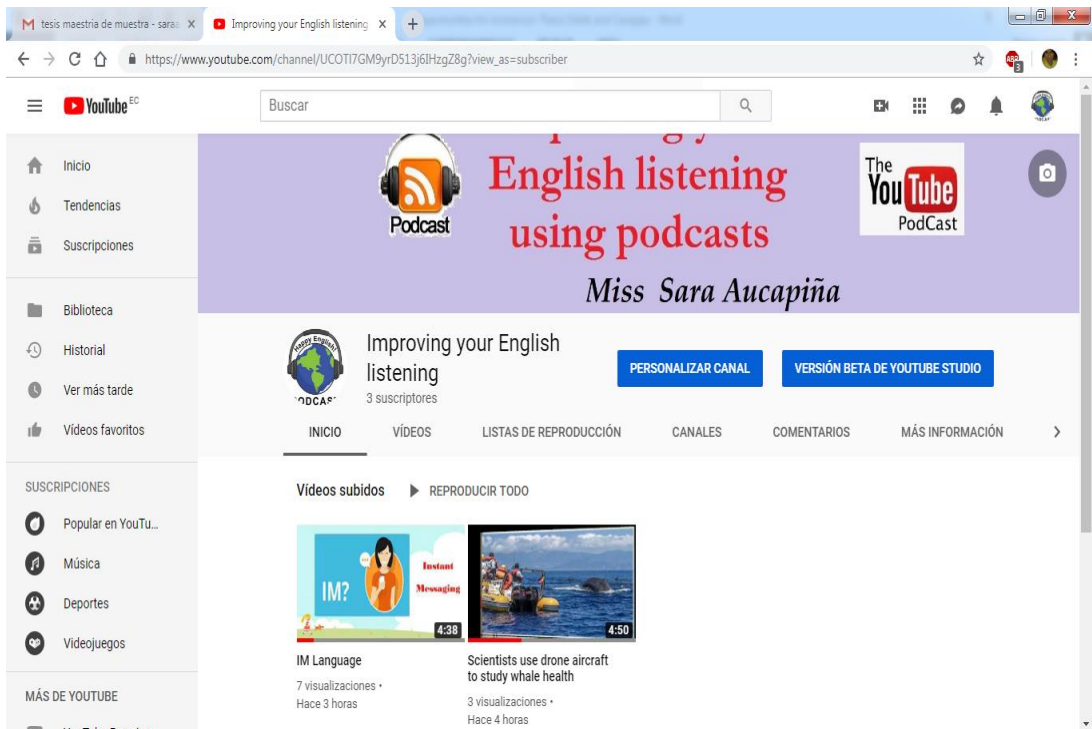 tesis maestria de muestra - sara
Improving your English listening
https://www.youtube.com/channel/UCOTI7GM9yrD513j6IHzgZ8g?view_as=subscriber
ABP
3
YouTube EC
Buscar
Inicio
Tendencias
Suscripciones
Biblioteca
Historial
Ver más tarde
Vídeos favoritos
SUSCRIPCIONES
Popular en YouTu...
Música
Deportes
Videojuegos
MÁS DE YOUTUBE
Podcast
English listening
using podcasts
Miss Sara Aucapiña
The
YouTube
PodCast
Happy English!
PODCAST
Improving your English
listening
3 suscriptores
PERSONALIZAR CANAL
VERSIÓN BETA DE YOUTUBE STUDIO
INICIO VÍDEOS LISTAS DE REPRODUCCIÓN CANALES COMENTARIOS MÁS INFORMACIÓN
Vídeos subidos REPRODUCIR TODO
IM?
Instant
Messaging
4:38
4:50
IM Language
7 visualizaciones •
Hace 3 horas
Scientists use drone aircraft
to study whale health
3 visualizaciones •
Hace 4 horas